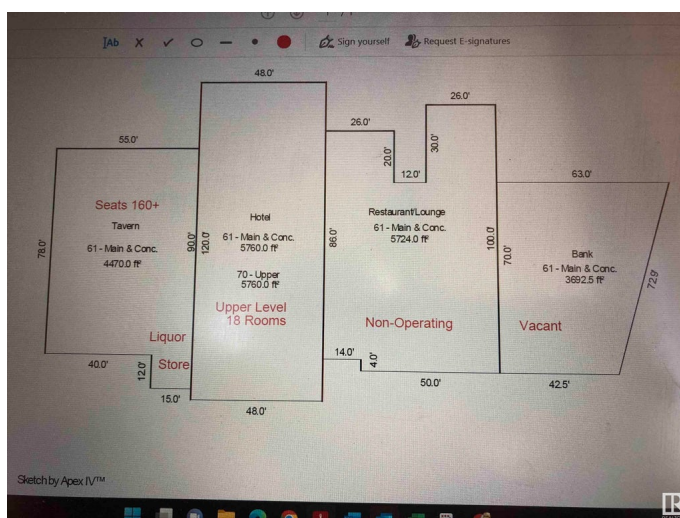 Ab
Sign yourself
Request E-signatures
48.0'
26.0'
26.0'
55.0'
20.0'
30.0'
12.0'
63.0'
Seats 160+
Tavern
61 - Main & Conc.
4470.0 ft²
78.0'
90.0'
120.0'
Hotel
61 - Main & Conc.
5760.0 ft²
70 - Upper
5760.0 ft²
Upper Level
18 Rooms
86.0'
Restaurant/Lounge
61 - Main & Conc.
5724.0 ft²
100.0'
70.0'
Bank
61 - Main & Conc.
3692.5 ft²
72.9'
Non-Operating
Vacant
Liquor
Store
40.0'
12.0'
15.0'
48.0'
14.0'
4.0'
50.0'
42.5'
Sketch by Apex IV™